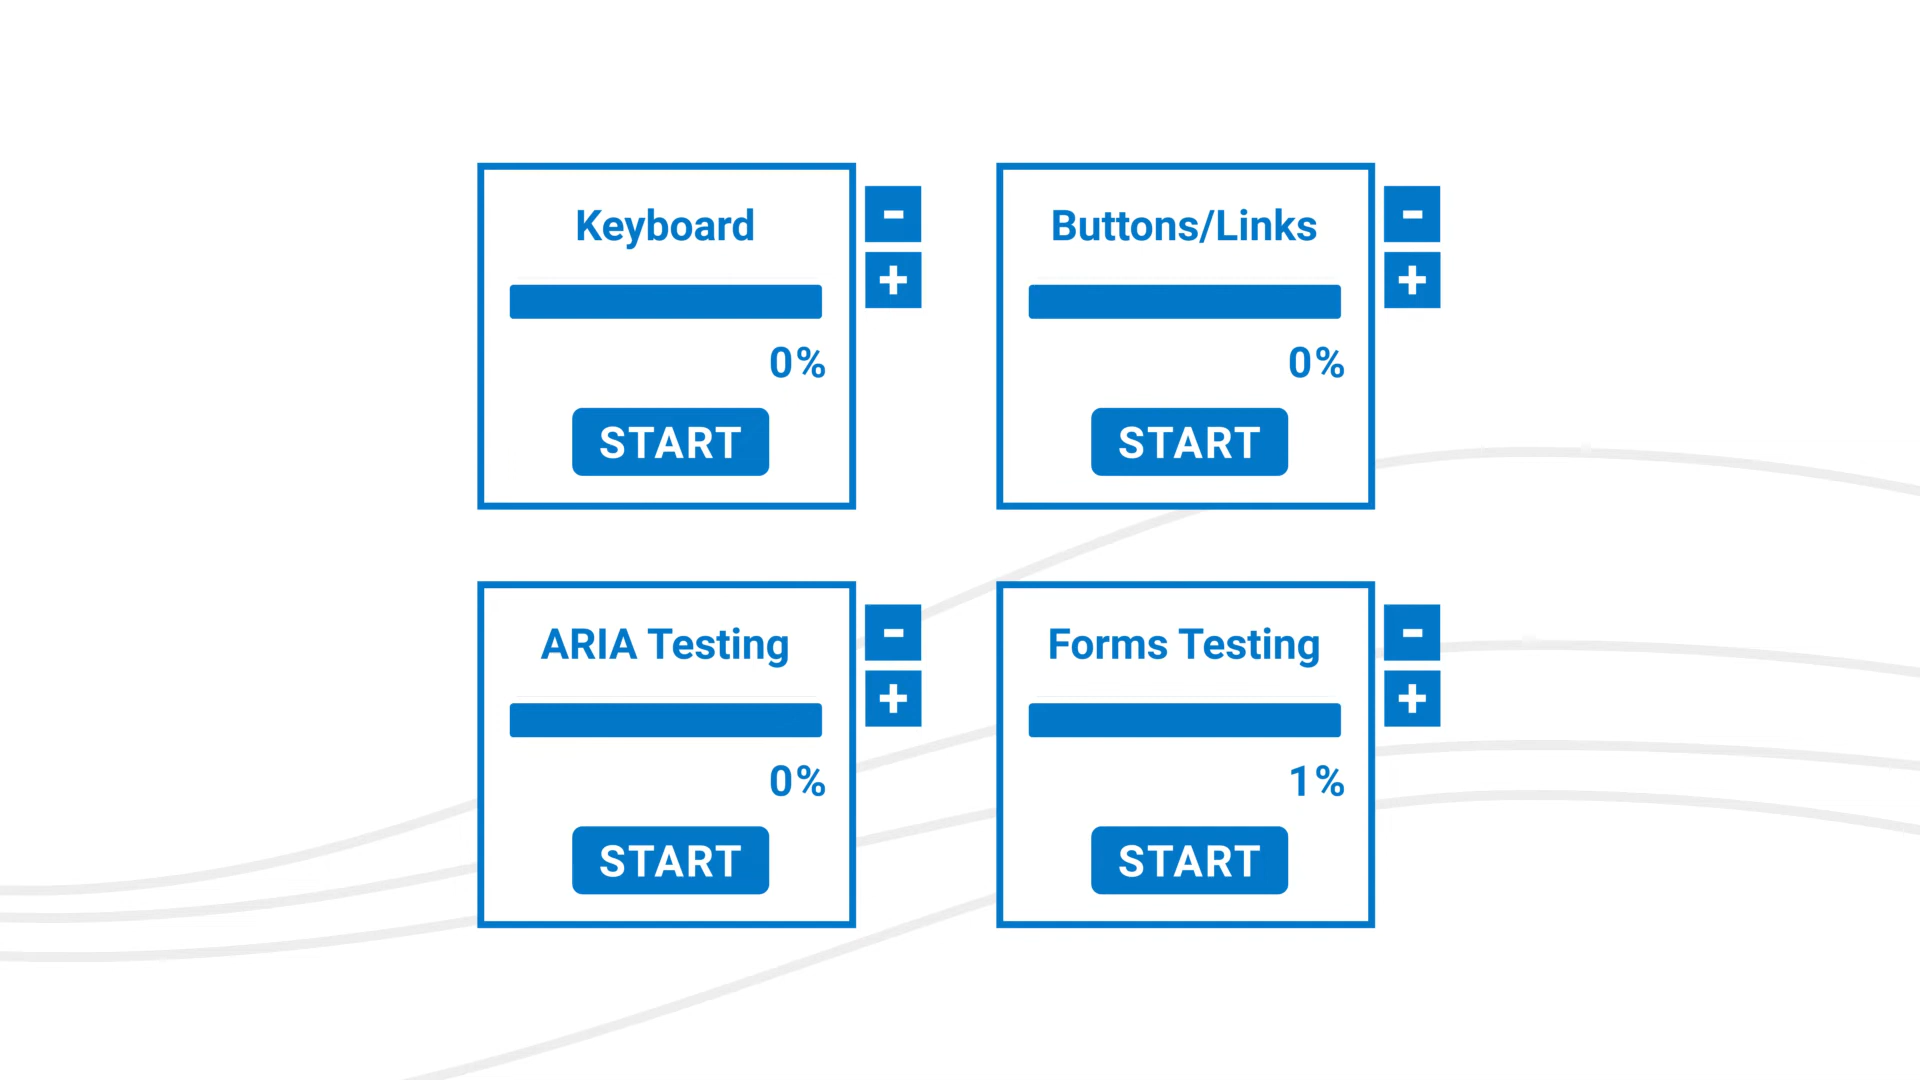 Keyboard
-
+
0%
START
Buttons/Links
-
+
0%
START
ARIA Testing
-
+
0%
START
Forms Testing
-
+
1%
START